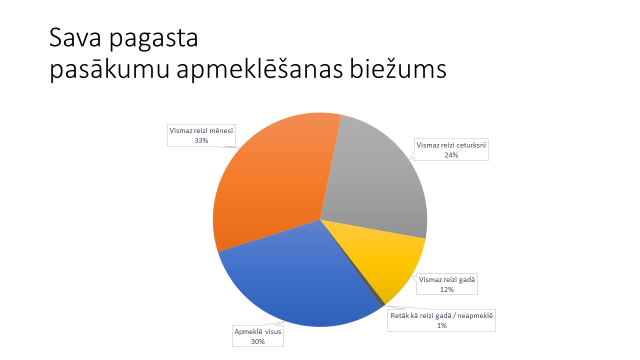 Sava pagasta
pasākumu apmeklēšanas biežums
Vismaz reizi mēnesī
33%
Vismaz reizi ceturksnī
24%
Vismaz reizi gadā
12%
Retāk kā reizi gadā / neapmeklē
1%
Apmeklē visus
30%